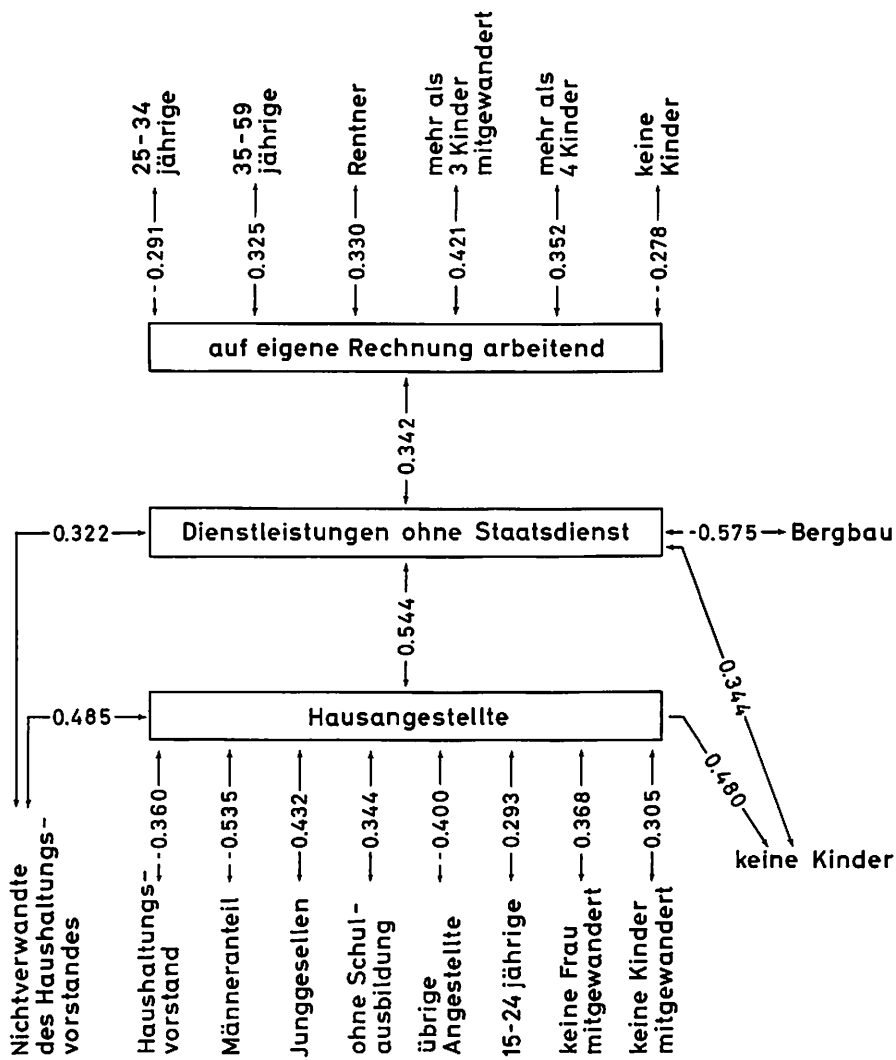 25-34
jährige
35-59
jährige
Rentner
mehr als
3 Kinder
mitgewandert
mehr als
4 Kinder
keine
Kinder
-0.291
0.325
0.330
0.421
0.352
-0.278
auf eigene Rechnung arbeitend
0.342
0.322
Dienstleistungen ohne Staatsdienst
-0.575
Bergbau
0.544
0.344
0.485
Hausangestellte
0.480
-0.360
-0.535
0.432
0.344
-0.400
0.293
0.368
0.305
keine Kinder
Nichtverwandte
des Haushaltungs-
vorstandes
Haushaltungs-
vorstand
Männeranteil
Junggesellen
ohne Schul-
ausbildung
übrige
Angestellte
15-24 jährige
keine Frau
mitgewandert
keine Kinder
mitgewandert